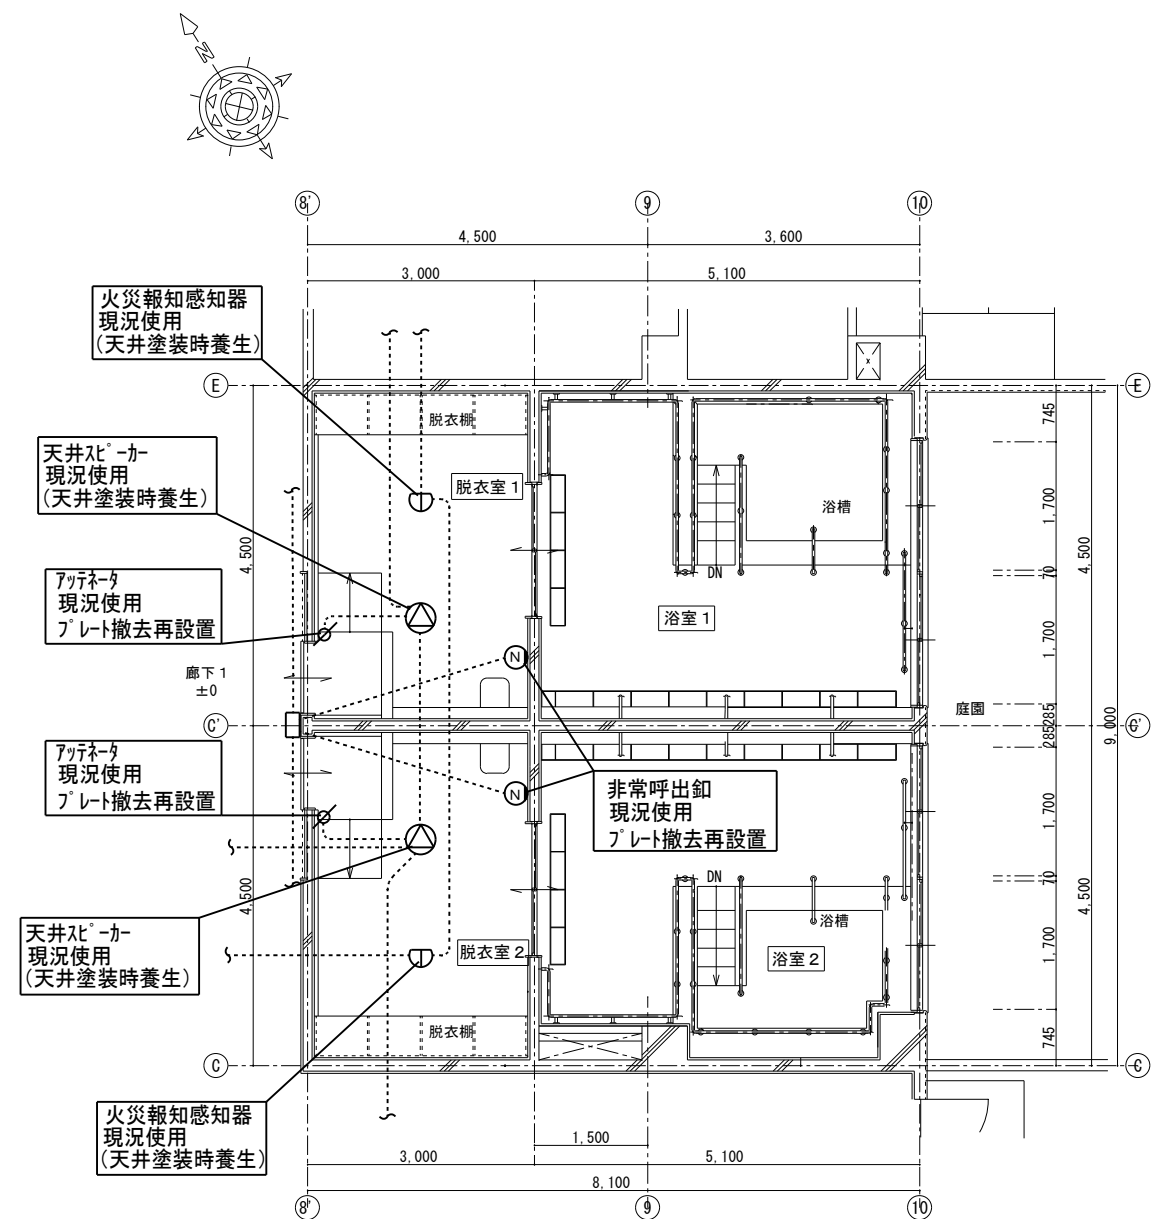 N
8'
9
10
4,500
3,600
3,000
5,100
火災報知感知器
現況使用
(天井塗装時養生)
E
E
脱衣棚
745
天井ｽﾋﾟｰｶｰ
現況使用
(天井塗装時養生)
脱衣室１
浴槽
1,700
4,500
4,500
DN
70
ｱｯﾃﾈｰﾀ
現況使用
ﾌﾟﾚｰﾄ撤去再設置
浴室１
1,700
N
廊下１
±0
庭園
285
C'
C'
285
9,000
ｱｯﾃﾈｰﾀ
現況使用
ﾌﾟﾚｰﾄ撤去再設置
N
非常呼出釦
現況使用
ﾌﾟﾚｰﾄ撤去再設置
1,700
DN
70
4,500
4,500
浴槽
天井ｽﾋﾟｰｶｰ
現況使用
(天井塗装時養生)
脱衣室２
浴室２
1,700
脱衣棚
745
C
C
火災報知感知器
現況使用
(天井塗装時養生)
1,500
3,000
5,100
8,100
8'
9
10